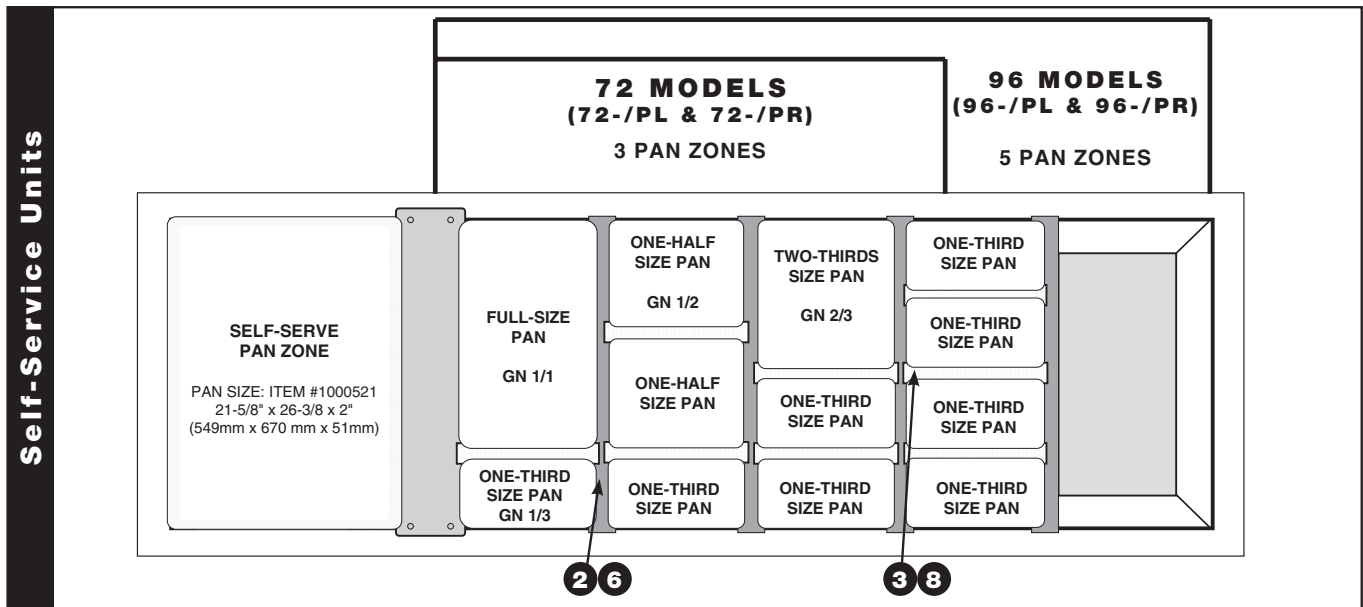 Self-Service Units
72 MODELS
(72-/PL & 72-/PR)
3 PAN ZONES
96 MODELS
(96-/PL & 96-/PR)
5 PAN ZONES
SELF-SERVE
PAN ZONE
PAN SIZE: ITEM #1000521
21-5/8" x 26-3/8 x 2"
(549mm x 670 mm x 51mm)
FULL-SIZE
PAN
GN 1/1
ONE-THIRD
SIZE PAN
GN 1/3
ONE-HALF
SIZE PAN
GN 1/2
ONE-HALF
SIZE PAN
ONE-THIRD
SIZE PAN
TWO-THIRDS
SIZE PAN
GN 2/3
ONE-THIRD
SIZE PAN
ONE-THIRD
SIZE PAN
ONE-THIRD
SIZE PAN
ONE-THIRD
SIZE PAN
ONE-THIRD
SIZE PAN
ONE-THIRD
SIZE PAN
2 6
3 8